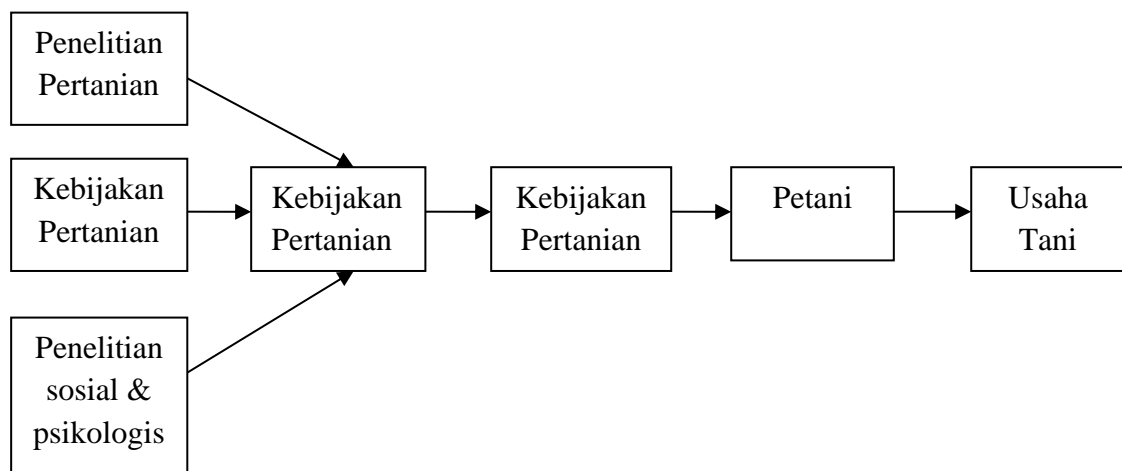 Penelitian
Pertanian
Kebijakan
Pertanian
Penelitian
sosial &
psikologis
Kebijakan
Pertanian
Kebijakan
Pertanian
Petani
Usaha
Tani